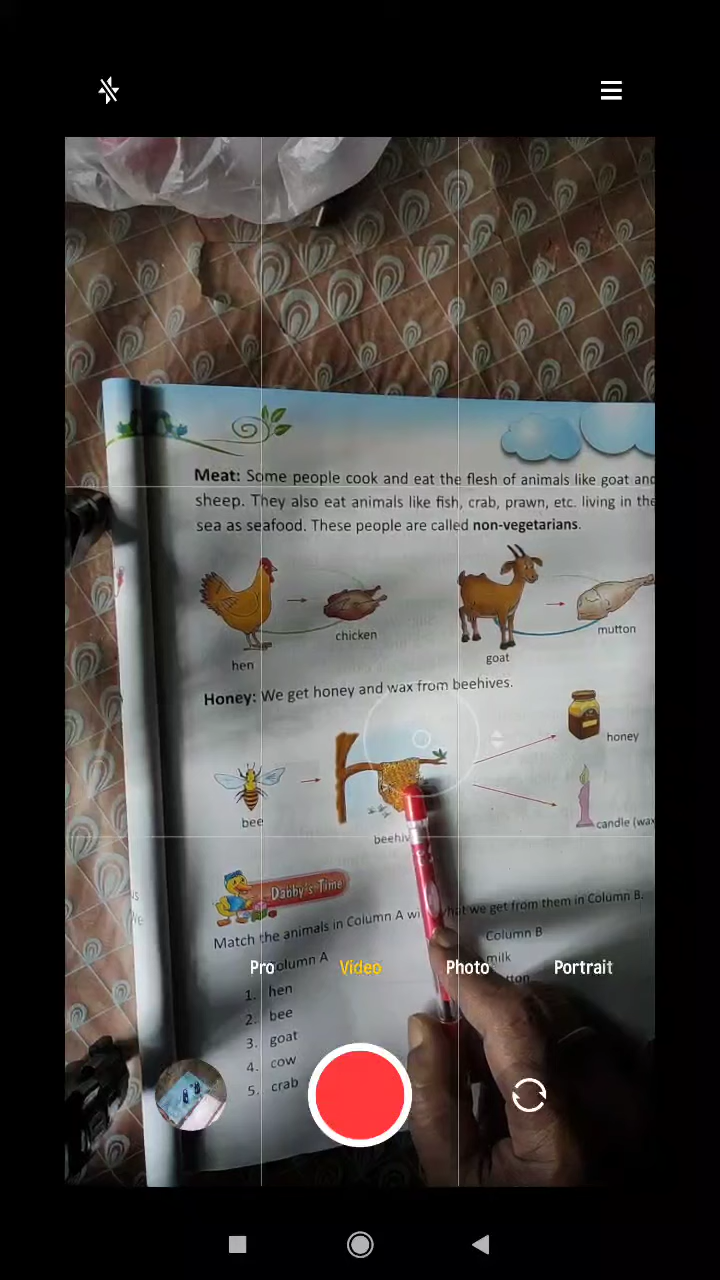 Meat: Some people cook and eat the flesh of animals like goat and
sheep. They also eat animals like fish, crab, prawn, etc. living in the
sea as seafood. These people are called non-vegetarians.
chicken
mutton
hen
goat
Honey: We get honey and wax from beehives.
honey
bee
candle (wax
Dabby's Time
Match the animals in Column A what we get from them in Column B.
Column A
Column B
1. hen
milk
2. bee
3. goat
4. cow
5. crab
Pro Video Photo Portrait